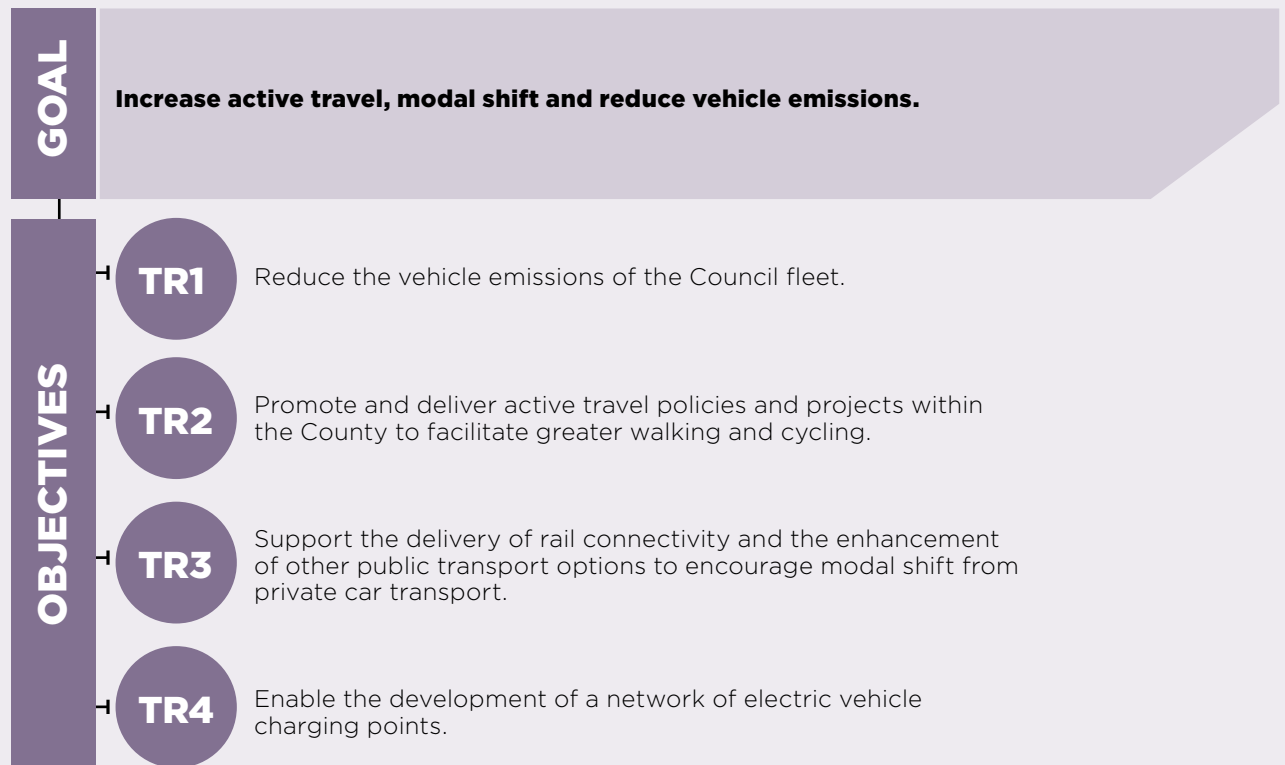 GOAL
Increase active travel, modal shift and reduce vehicle emissions.
OBJECTIVES
TR1
Reduce the vehicle emissions of the Council fleet.
TR2
Promote and deliver active travel policies and projects within
the County to facilitate greater walking and cycling.
TR3
Support the delivery of rail connectivity and the enhancement
of other public transport options to encourage modal shift from
private car transport.
TR4
Enable the development of a network of electric vehicle
charging points.